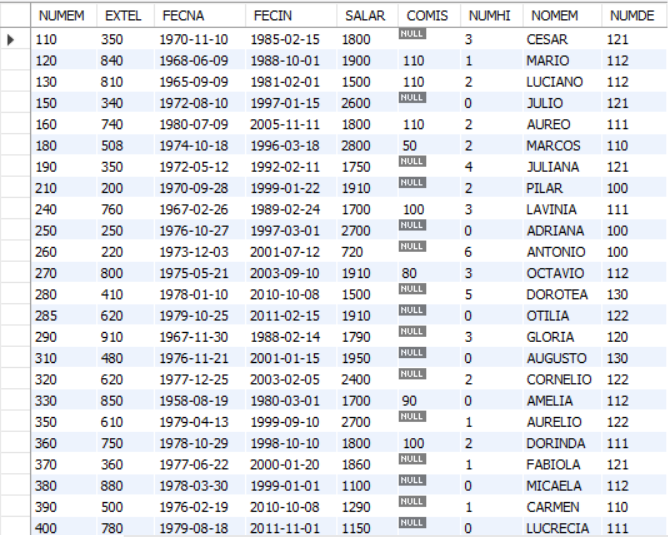 NUMEM EXTEL FECNA FECIN SALAR COMIS NUMHI NOMEM NUMDE
110 350 1970-11-10 1985-02-15 1800 NULL 3 CESAR 121
120 840 1968-06-09 1988-10-01 1900 110 1 MARIO 112
130 810 1965-09-09 1981-02-01 1500 110 2 LUCIANO 112
150 340 1972-08-10 1997-01-15 2600 NULL 0 JULIO 121
160 740 1980-07-09 2005-11-11 1800 110 2 AUREO 111
180 508 1974-10-18 1996-03-18 2800 50 2 MARCOS 110
190 350 1972-05-12 1992-02-11 1750 NULL 4 JULIANA 121
210 200 1970-09-28 1999-01-22 1910 NULL 2 PILAR 100
240 760 1967-02-26 1989-02-24 1700 100 3 LAVINIA 111
250 250 1976-10-27 1997-03-01 2700 NULL 0 ADRIANA 100
260 220 1973-12-03 2001-07-12 720 NULL 6 ANTONIO 100
270 800 1975-05-21 2003-09-10 1910 80 3 OCTAVIO 112
280 410 1978-01-10 2010-10-08 1500 NULL 5 DOROTEA 130
285 620 1979-10-25 2011-02-15 1910 NULL 0 OTILIA 122
290 910 1967-11-30 1988-02-14 1790 NULL 3 GLORIA 120
310 480 1976-11-21 2001-01-15 1950 NULL 0 AUGUSTO 130
320 620 1977-12-25 2003-02-05 2400 NULL 2 CORNELIO 122
330 850 1958-08-19 1980-03-01 1700 90 0 AMELIA 112
350 610 1979-04-13 1999-09-10 2700 NULL 1 AURELIO 122
360 750 1978-10-29 1998-10-10 1800 100 2 DORINDA 111
370 360 1977-06-22 2000-01-20 1860 NULL 1 FABIOLA 121
380 880 1978-03-30 1999-01-01 1100 NULL 0 MICAELA 112
390 500 1976-02-19 2010-10-08 1290 NULL 1 CARMEN 110
400 780 1979-08-18 2011-11-01 1150 NULL 0 LUCRECIA 111